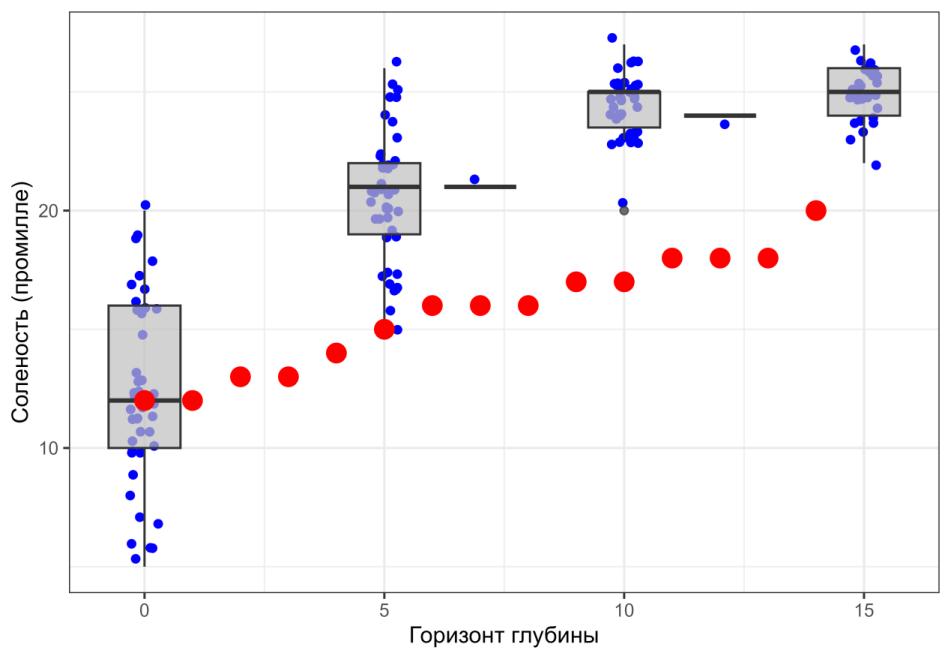 Соленость (промилле)
20
10
0 5 10 15
Горизонт глубины